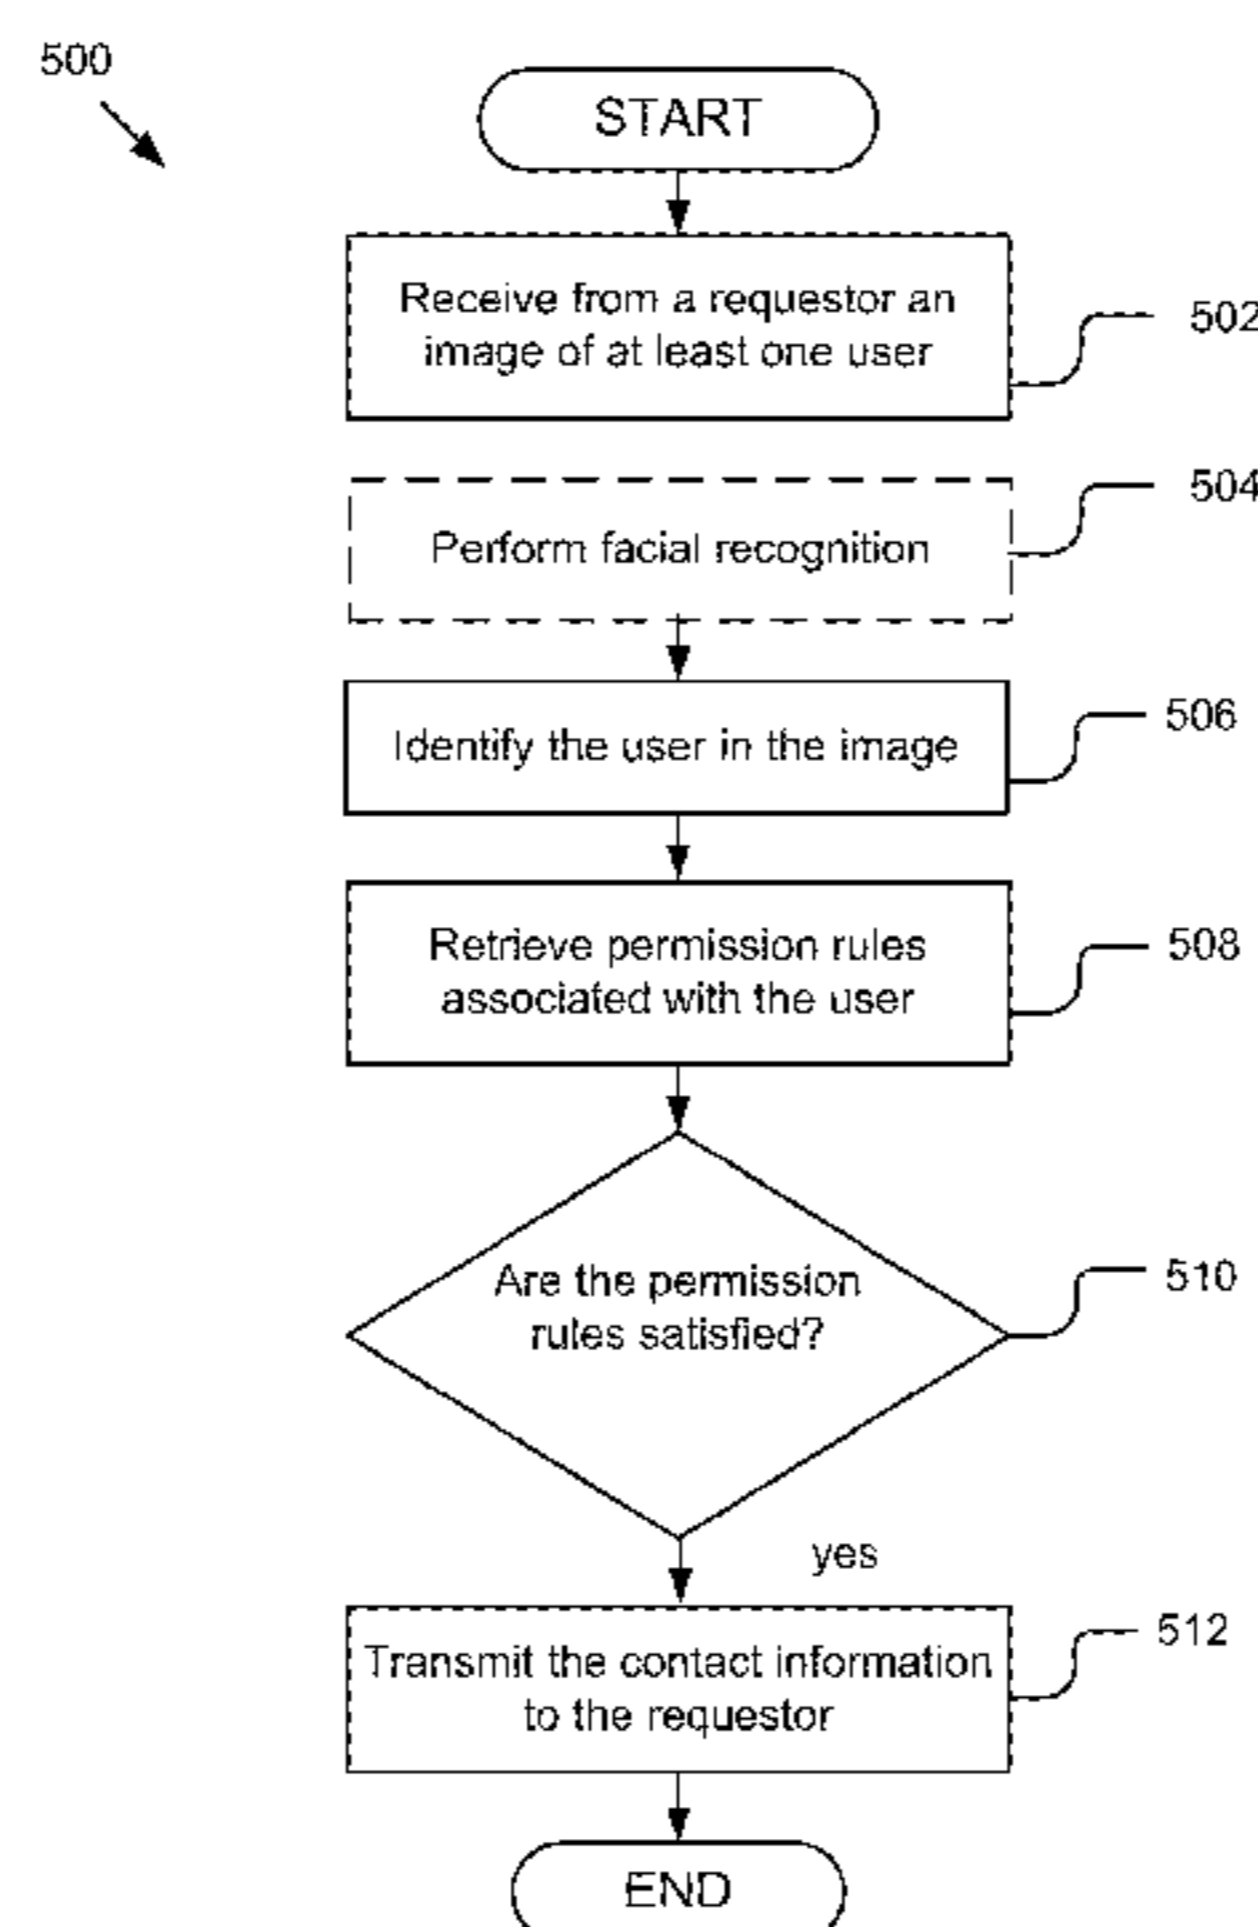 500
START
Receive from a requestor an
image of at least one user
502
504
Perform facial recognition
506
Identify the user in the image
Retrieve permission rules
associated with the user
508
Are the permission
rules satisfied?
510
yes
Transmit the contact information
to the requestor
512
END